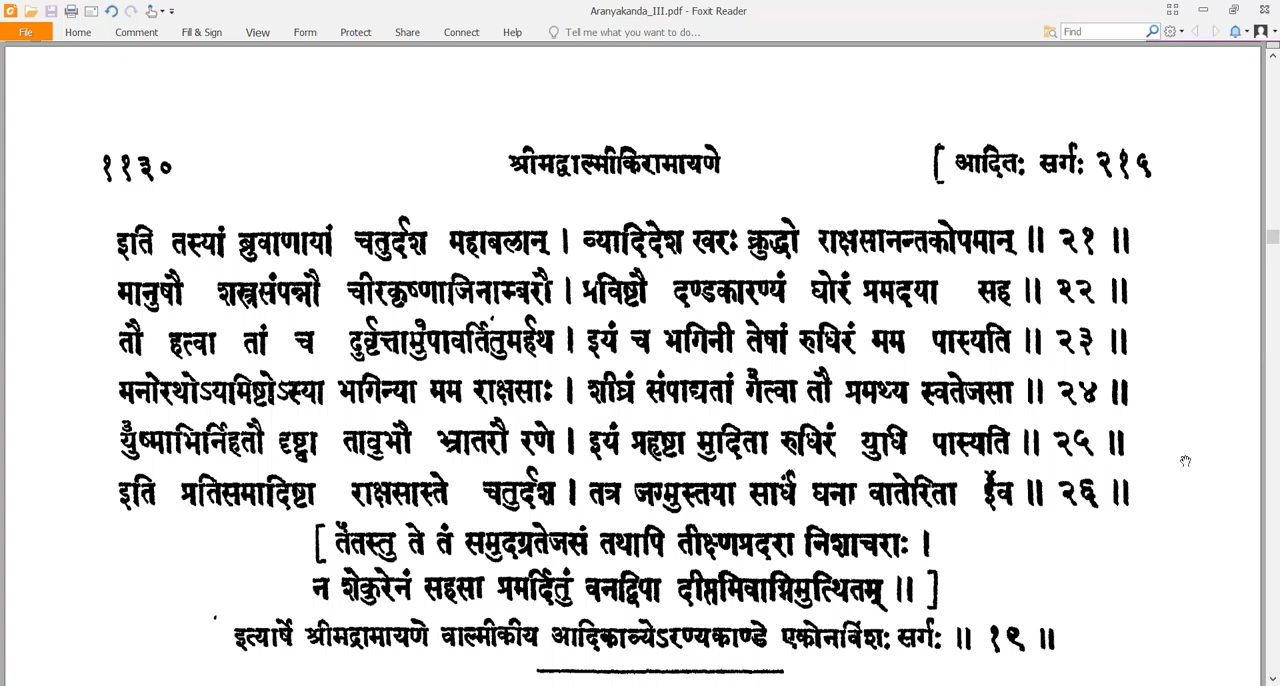 Aranyakanda_III.pdf - Foxit Reader
File Home Comment Fill & Sign View Form Protect Share Connect Help Tell me what you want to do... Find
११३० श्रीमद्वाल्मीकिरामायणे [ आदितः सर्गः २१५
इति तस्यां ब्रुवाणायां चतुर्दश महाबलान् । व्यादिदेश खरः क्रुद्धो राक्षसानन्तकोपमान् ॥ २१ ॥
मानुषौ शस्त्रसंपन्नौ चीरकृष्णाजिनाम्बरौ । प्रविष्टौ दण्डकारण्यं घोरं प्रमदया सह ॥ २२ ॥
तौ हत्वा तां च दुर्वृत्तामुपावर्तितुमर्हथ । इयं च भगिनी तेषां रुधिरं मम पास्यति ॥ २३ ॥
मनोरथोऽयामिष्टोऽस्या भागिन्या मम राक्षसाः । शीघ्रं संपाद्यतां गत्वा तौ प्रमथ्य स्वतेजसा ॥ २४ ॥
युष्माभिर्निहतौ दृष्ट्वा तावुभौ भ्रातरौ रणे । इयं प्रहृष्टा मुदिता रुधिरं युधि पास्यति ॥ २५ ॥
इति प्रतिसमादिष्टा राक्षसास्ते चतुर्दश । तत्र जग्मुस्तया सार्धं घना वातेरिता इव ॥ २६ ॥
[ ततस्तु ते तं समुदग्रतेजसं तथापि तीक्ष्णप्रदरा निशाचराः ।
न शेकुरेनं सहसा प्रमर्दितुं वनद्विपा दीप्तमिवाग्निमुत्थितम् ॥ ]
इत्यार्षे श्रीमद्रामायणे वाल्मीकीय आदिकाव्येऽरण्यकाण्डे एकोनविंशः सर्गः ॥ १९ ॥